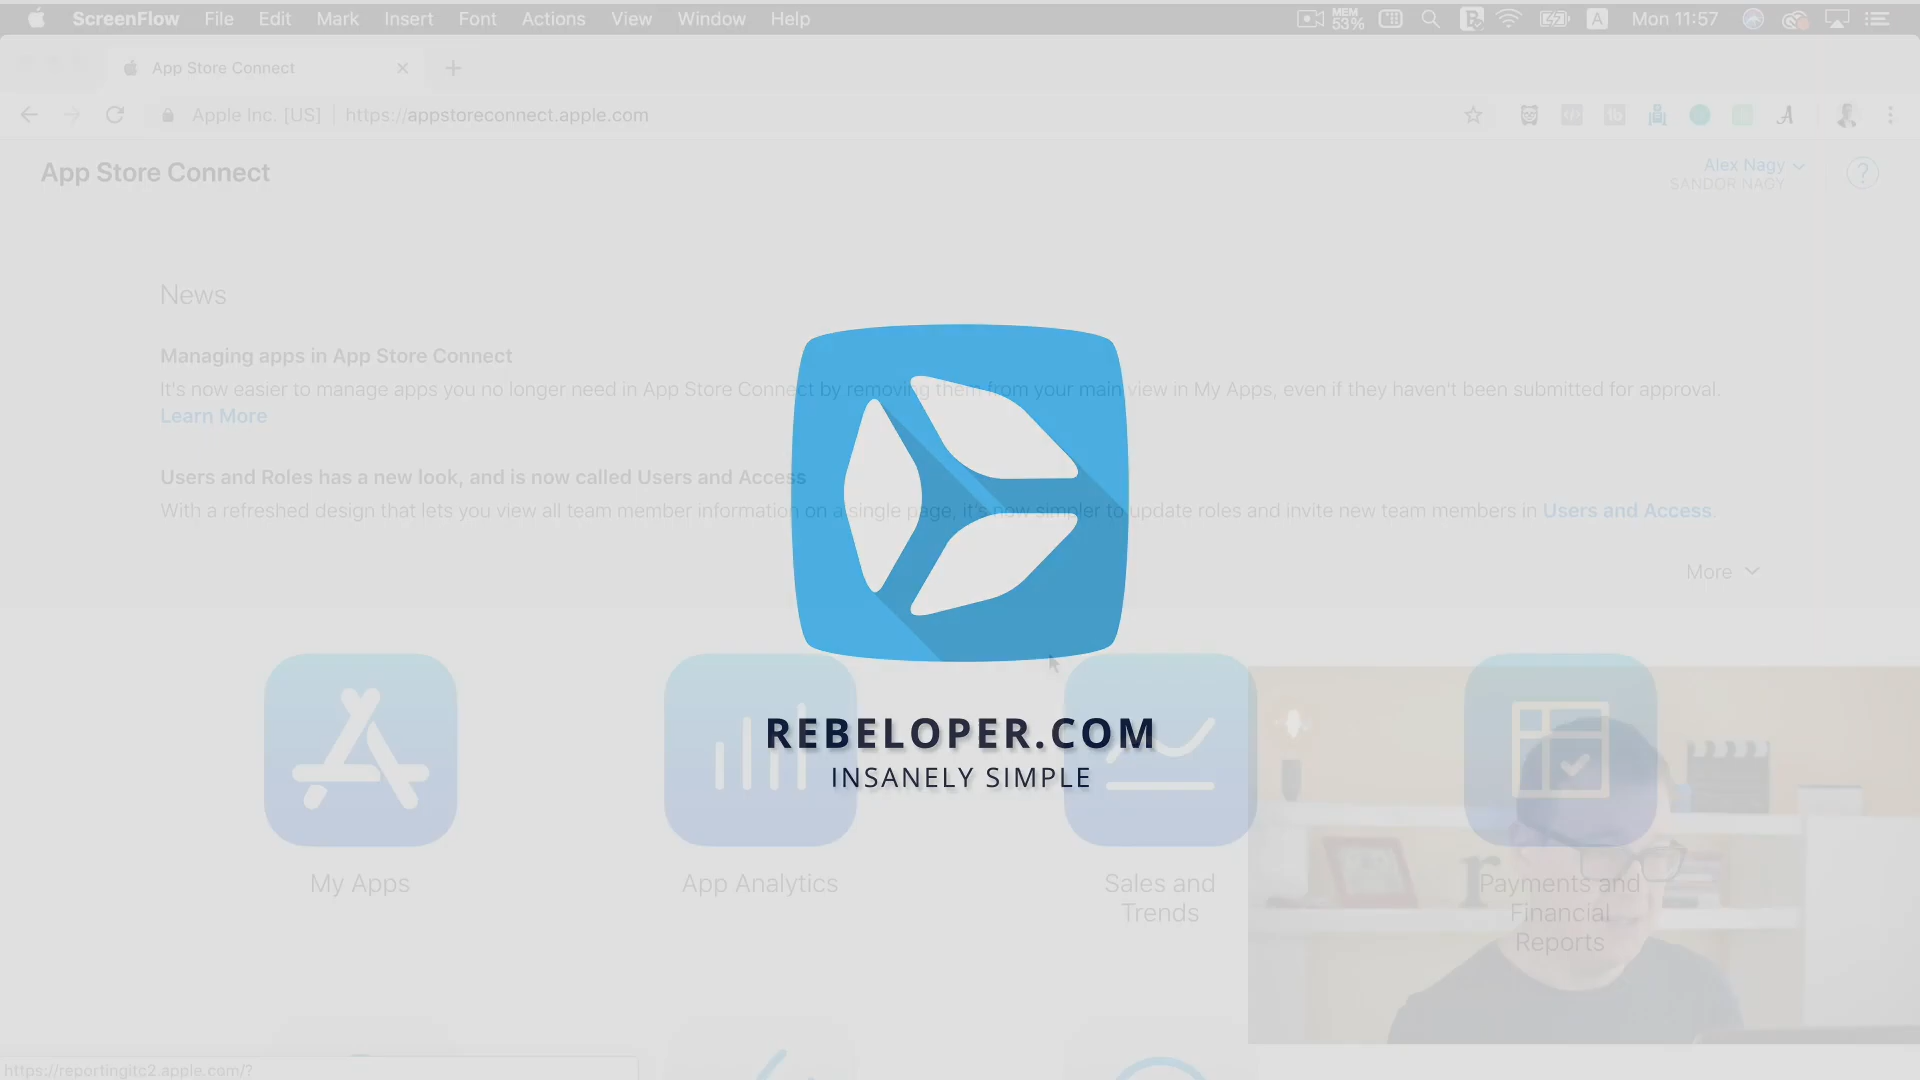 ScreenFlow File Edit Mark Insert Font Actions View Window Help MEM 53% A Mon 11:57
App Store Connect
Apple Inc. [US] https://appstoreconnect.apple.com
App Store Connect
Alex Nagy
SANDOR NAGY
?
News
Managing apps in App Store Connect
It's now easier to manage apps you no longer need in App Store Connect by removing them from your main view in My Apps, even if they haven't been submitted for approval.
Learn More
Users and Roles has a new look, and is now called Users and Access
With a refreshed design that lets you view all team member information on a single page, it's now simpler to update roles and invite new team members in Users and Access.
More
REBELOPER.COM
INSANELY SIMPLE
My Apps
App Analytics
Sales and
Trends
Payments and
Financial
Reports
r
https://reportingitc2.apple.com/?